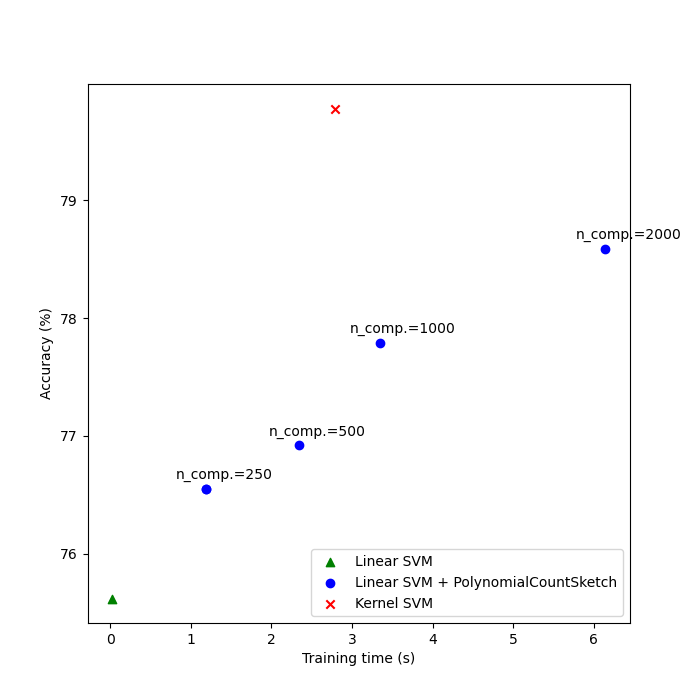 79
78
77
76
Accuracy (%)
n_comp.=2000
n_comp.=1000
n_comp.=500
n_comp.=250
Linear SVM
Linear SVM + PolynomialCountSketch
Kernel SVM
0 1 2 3 4 5 6
Training time (s)